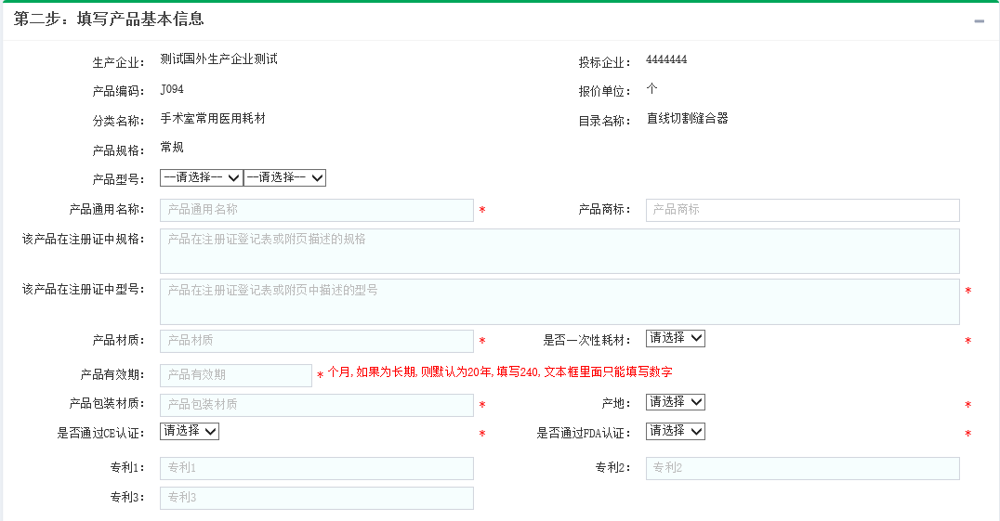 第二步：填写产品基本信息
生产企业： 测试国外生产企业测试 投标企业： 4444444
产品编码： J094 报价单位： 个
分类名称： 手术室常用医用耗材 目录名称： 直线切割缝合器
产品规格： 常规
产品型号： --请选择-- --请选择--
产品通用名称： 产品通用名称 * 产品商标： 产品商标
该产品在注册证中规格： 产品在注册证登记表或附页描述的规格
该产品在注册证中型号： 产品在注册证登记表或附页中描述的型号 *
产品材质： 产品材质 * 是否一次性耗材： 请选择 *
产品有效期： 产品有效期 * 个月,如果为长期,则默认为20年,填写240,文本框里面只能填写数字
产品包装材质： 产品包装材质 * 产地： 请选择 *
是否通过CE认证： 请选择 * 是否通过FDA认证： 请选择 *
专利1： 专利1 专利2： 专利2
专利3： 专利3